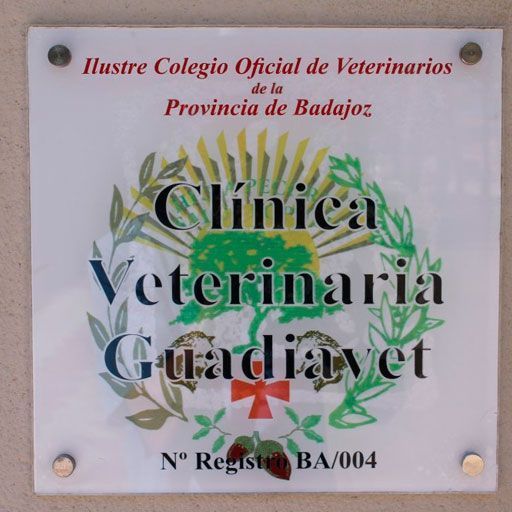 Ilustre Colegio Oficial de Veterinarios
de la
Provincia de Badajoz
Clínica
Veterinaria
Guadiavet
Nº Registro BA/004